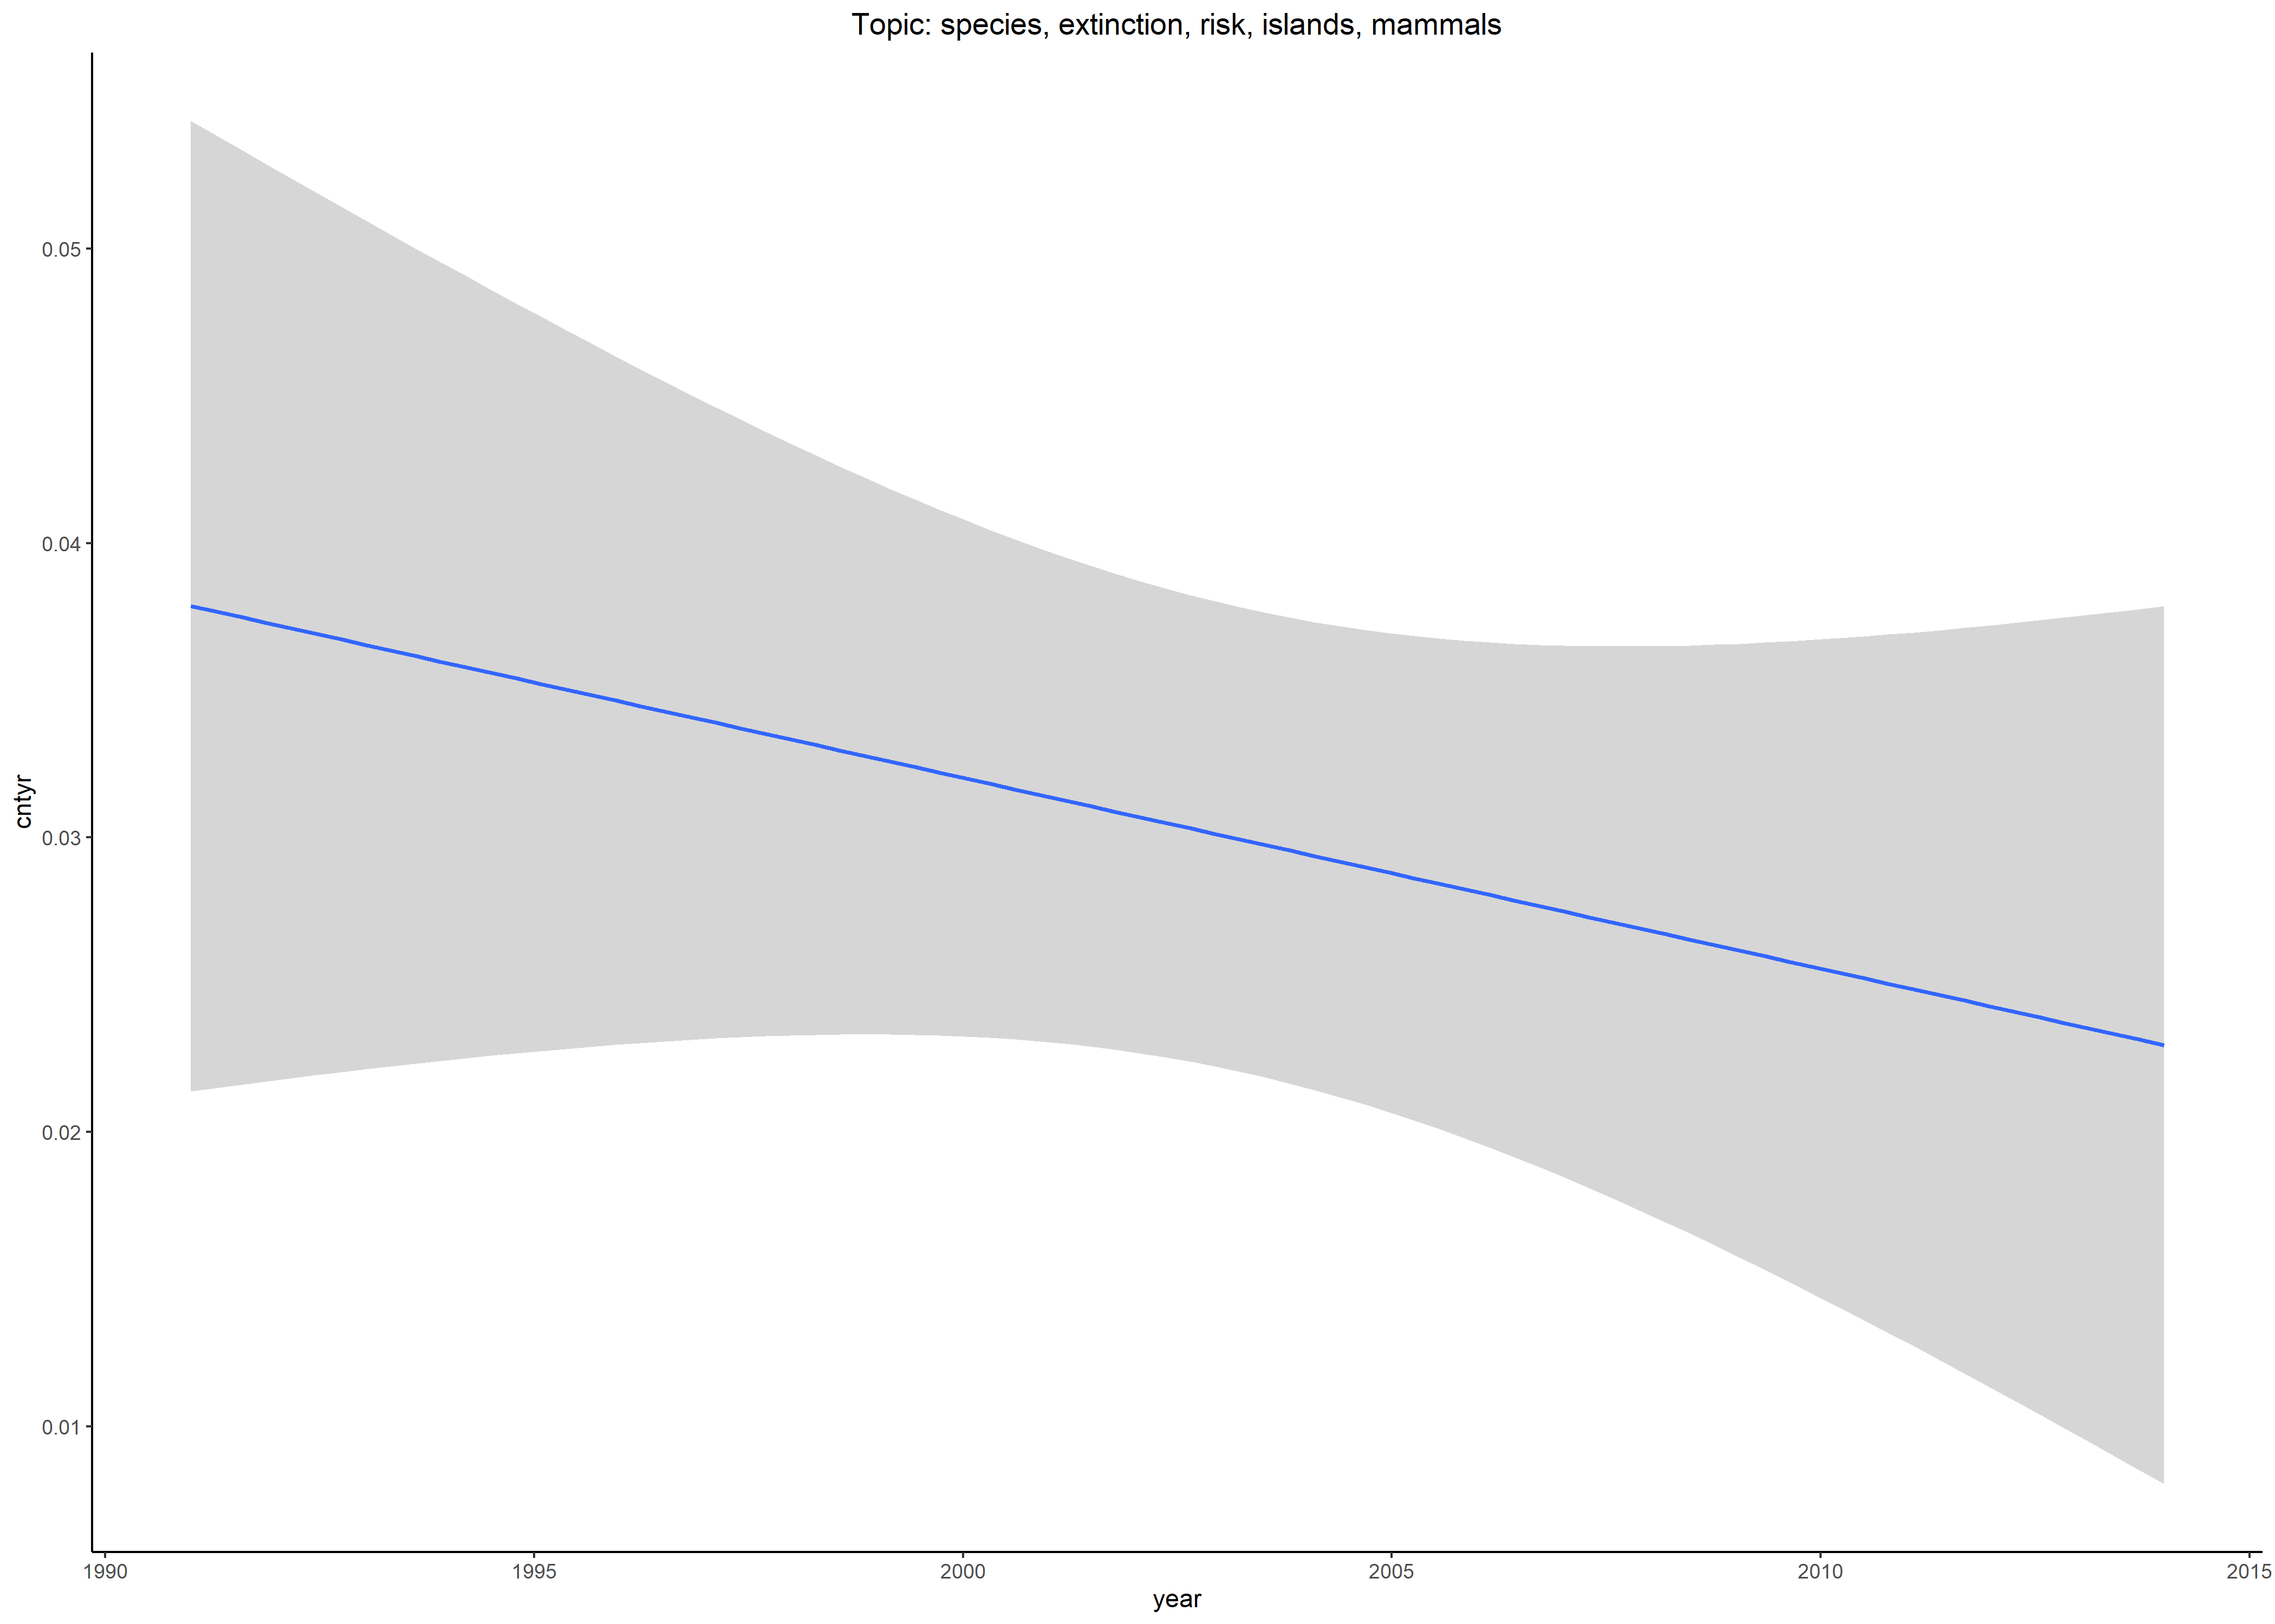 Topic: species, extinction, risk, islands, mammals
0.05
0.04
0.03
0.02
0.01
cntyr
1990 1995 2000 2005 2010 2015
year